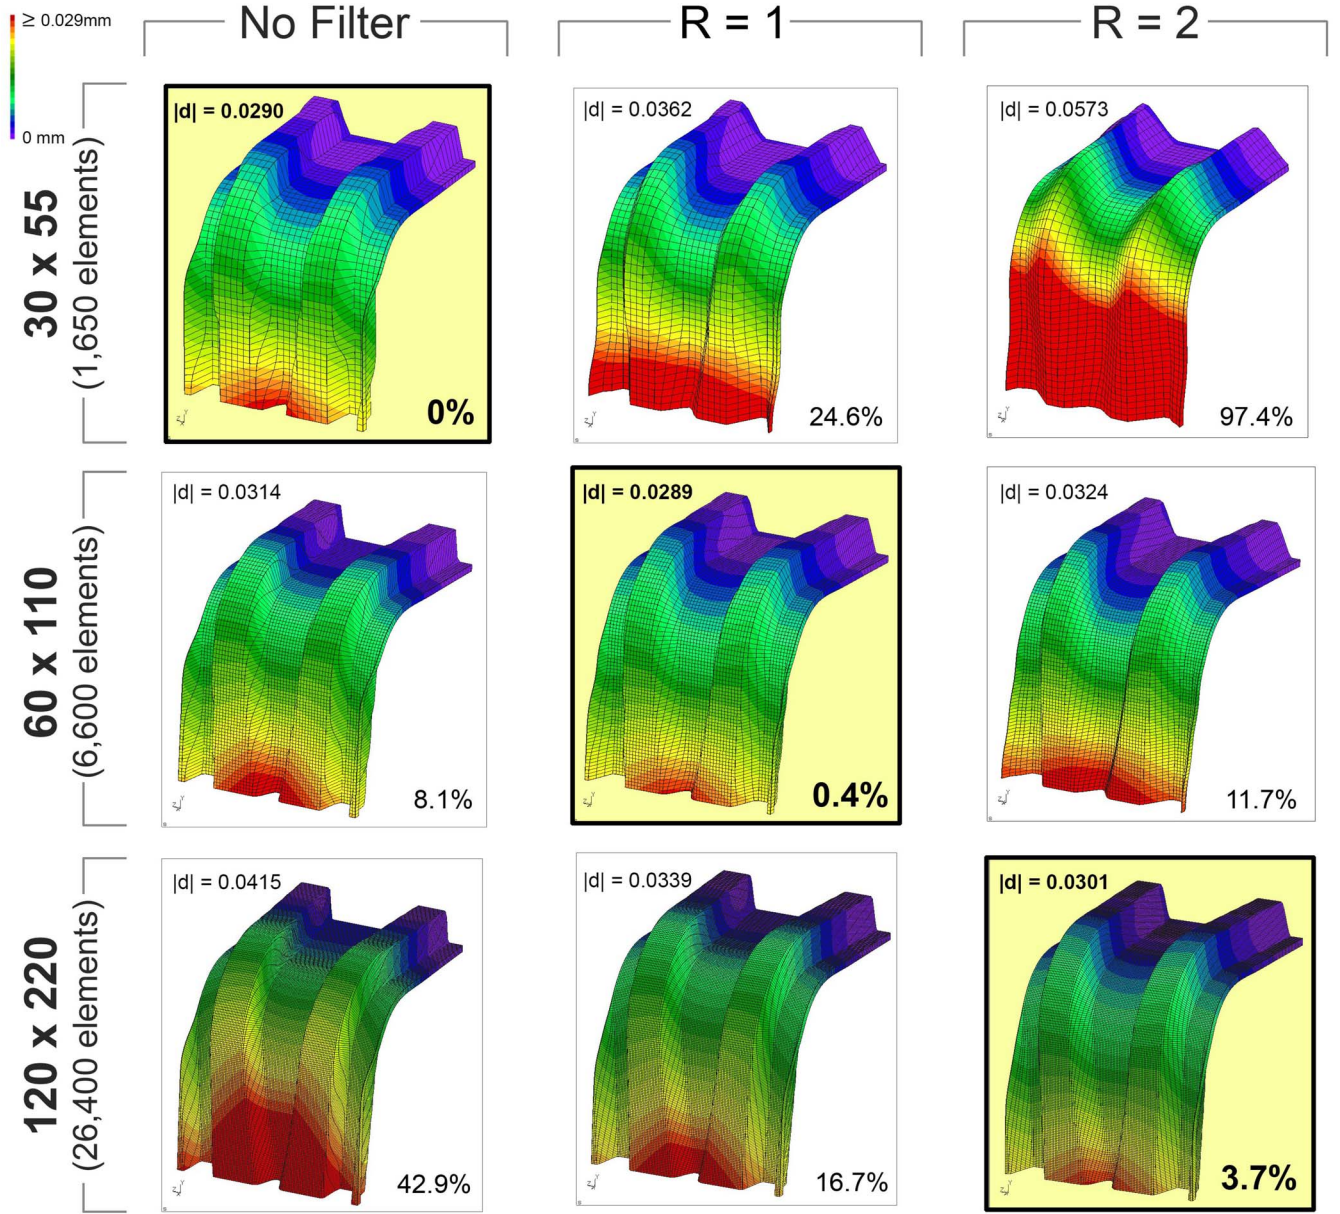 ≥ 0.029mm
0 mm
No Filter
R = 1
R = 2
30 x 55
(1,650 elements)
|d| = 0.0290
0%
|d| = 0.0362
24.6%
|d| = 0.0573
97.4%
60 x 110
(6,600 elements)
|d| = 0.0314
8.1%
|d| = 0.0289
0.4%
|d| = 0.0324
11.7%
120 x 220
(26,400 elements)
|d| = 0.0415
42.9%
|d| = 0.0339
16.7%
|d| = 0.0301
3.7%